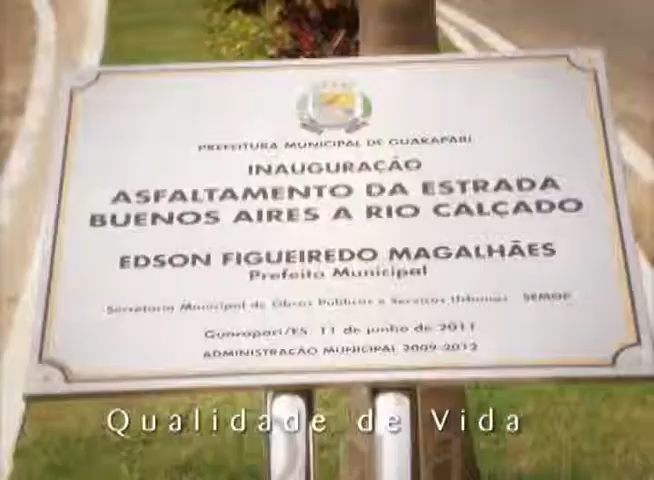 PREFEITURA MUNICIPAL DE GUARAPARI
INAUGURAÇÃO
ASFALTAMENTO DA ESTRADA
BUENOS AIRES A RIO CALÇADO
EDSON FIGUEIREDO MAGALHÃES
Prefeito Municipal
Secretaria Municipal de Obras Públicas e Serviços Urbanos SEMOP
Guarapari/ES, 11 de junho de 2011
ADMINISTRAÇÃO MUNICIPAL 2009-2012
Qualidade de Vida